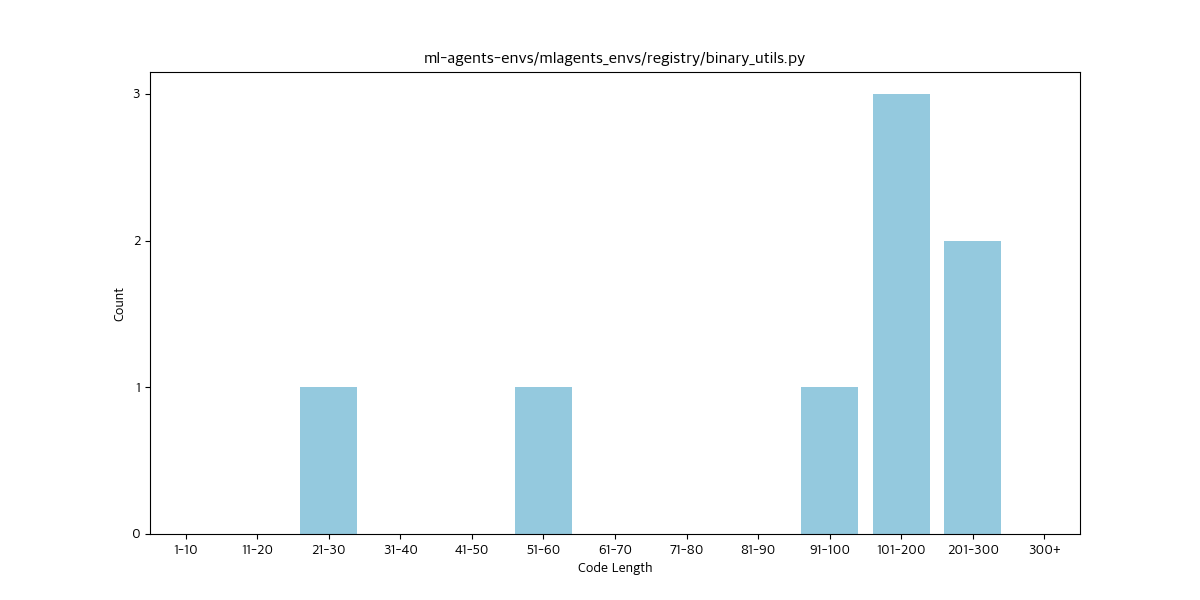 ml-agents-envs/mlagents_envs/registry/binary_utils.py
3
2
1
0
Count
1-10 11-20 21-30 31-40 41-50 51-60 61-70 71-80 81-90 91-100 101-200 201-300 300+
Code Length